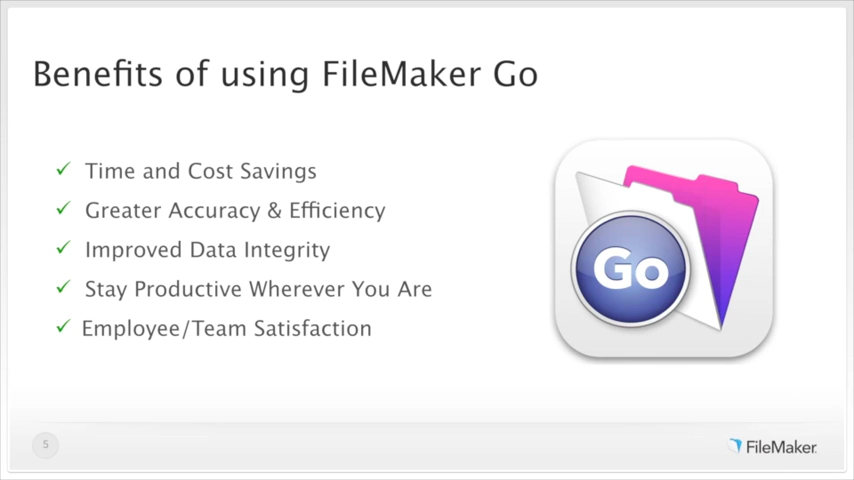 Benefits of using FileMaker Go
✓ Time and Cost Savings
✓ Greater Accuracy & Efficiency
✓ Improved Data Integrity
✓ Stay Productive Wherever You Are
✓ Employee/Team Satisfaction
Go
5
FileMaker